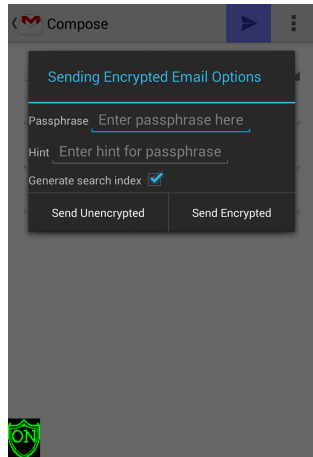 Compose
Sending Encrypted Email Options
Passphrase Enter passphrase here
Hint Enter hint for passphrase
Generate search index
Send Unencrypted Send Encrypted
ON